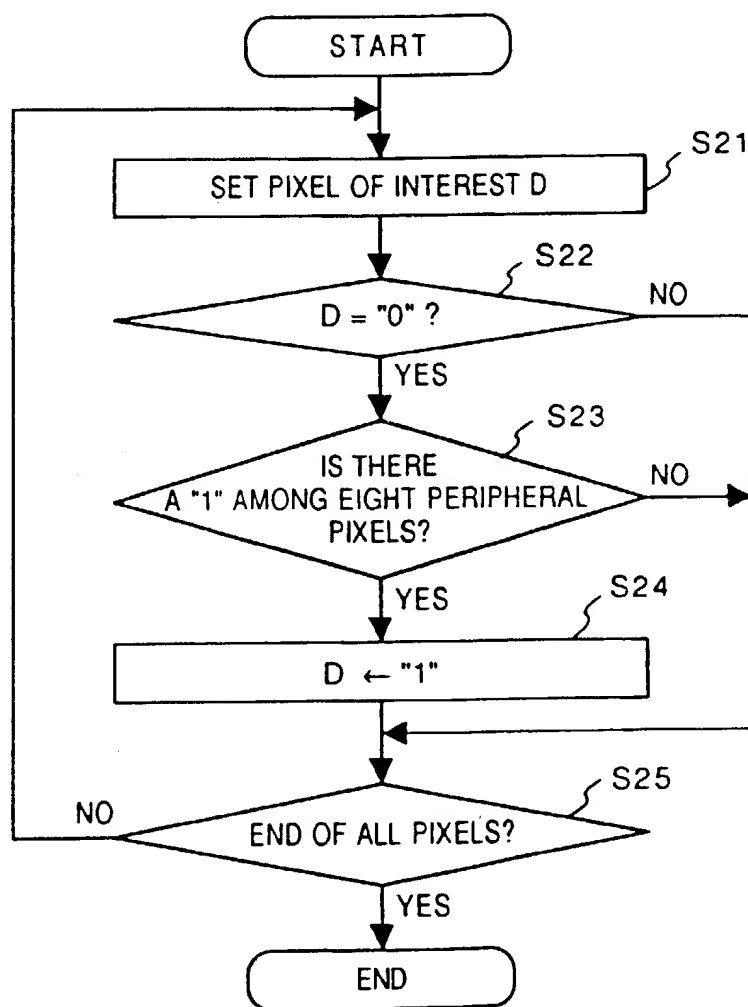 START
S21
SET PIXEL OF INTEREST D
S22
D = "0" ?
NO
YES
S23
IS THERE
A "1" AMONG EIGHT PERIPHERAL
PIXELS?
NO
YES
S24
D ← "1"
S25
NO
END OF ALL PIXELS?
YES
END